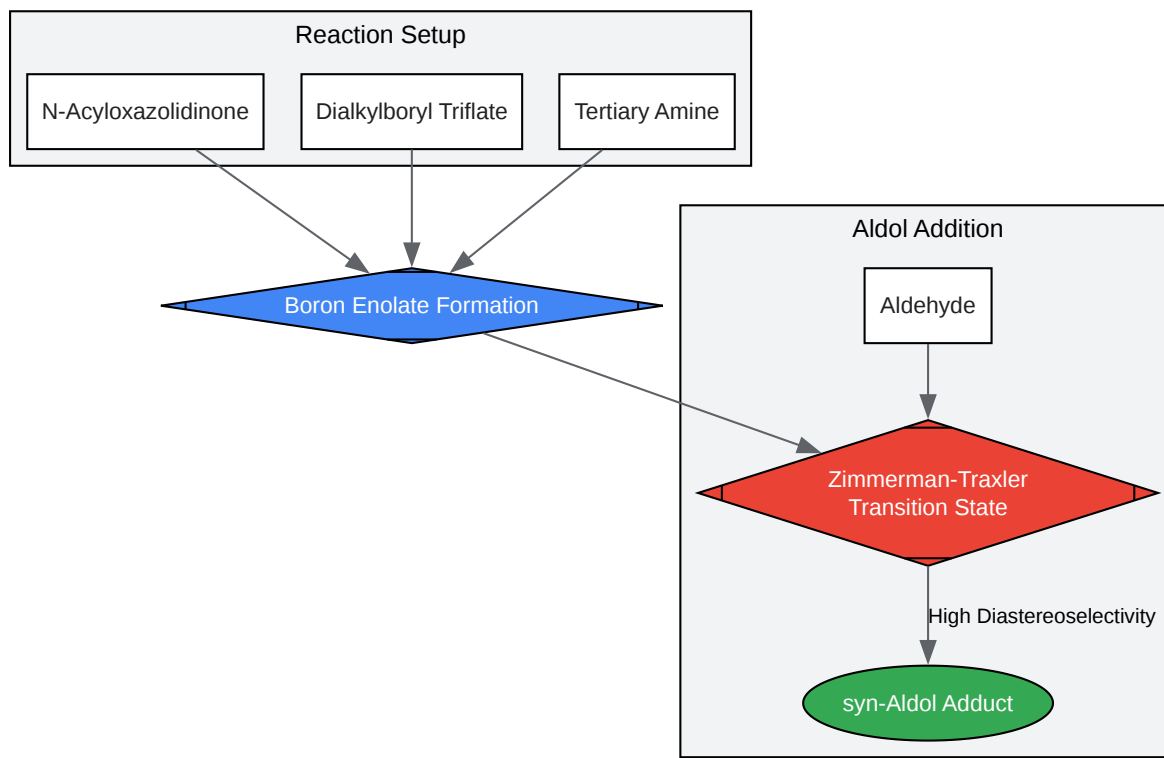 Reaction Setup
N-Acyloxazolidinone
Dialkylboryl Triflate
Tertiary Amine
Boron Enolate Formation
Aldol Addition
Aldehyde
Zimmerman-Traxler
Transition State
High Diastereoselectivity
syn-Aldol Adduct